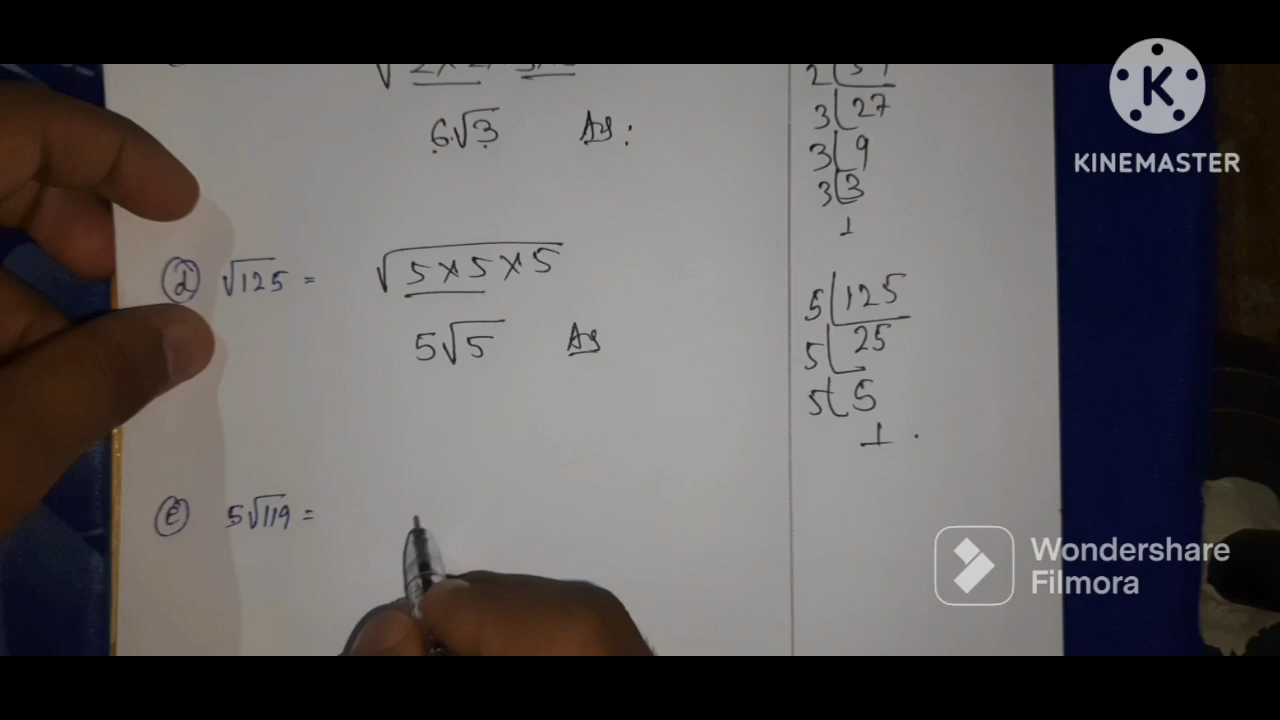 6√3 As:
2
3 27
3 9
3 3
1
d √125 = √5×5×5
5√5 As
5 125
5 25
5 5
1.
e 5√119 =
K
KINEMASTER
Wondershare
Filmora